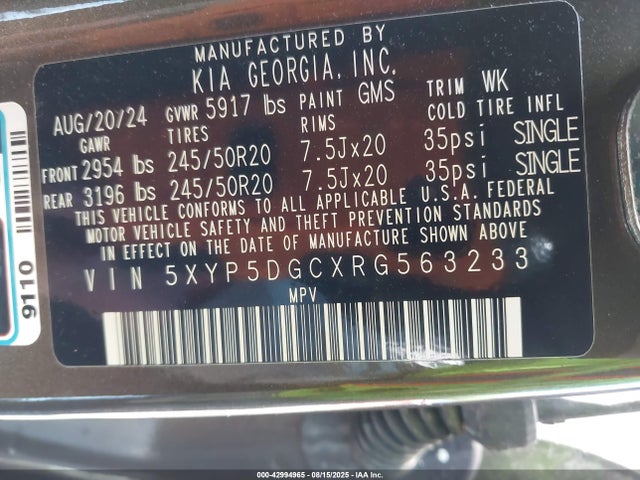 MANUFACTURED BY
KIA GEORGIA, INC.
AUG/20/24 GVWR 5917 lbs PAINT GMS TRIM WK
GAWR TIRES RIMS COLD TIRE INFL
FRONT 2954 lbs 245/50R20 7.5Jx20 35psi SINGLE
REAR 3196 lbs 245/50R20 7.5Jx20 35psi SINGLE
THIS VEHICLE CONFORMS TO ALL APPLICABLE U.S.A. FEDERAL
MOTOR VEHICLE SAFETY AND THEFT PREVENTION STANDARDS
IN EFFECT ON THE DATE OF MANUFACTURE SHOWN ABOVE
VIN 5XYP5DGCXRG563233
MPV
9110
000-42994965 - 08/15/2025 - IAA Inc.